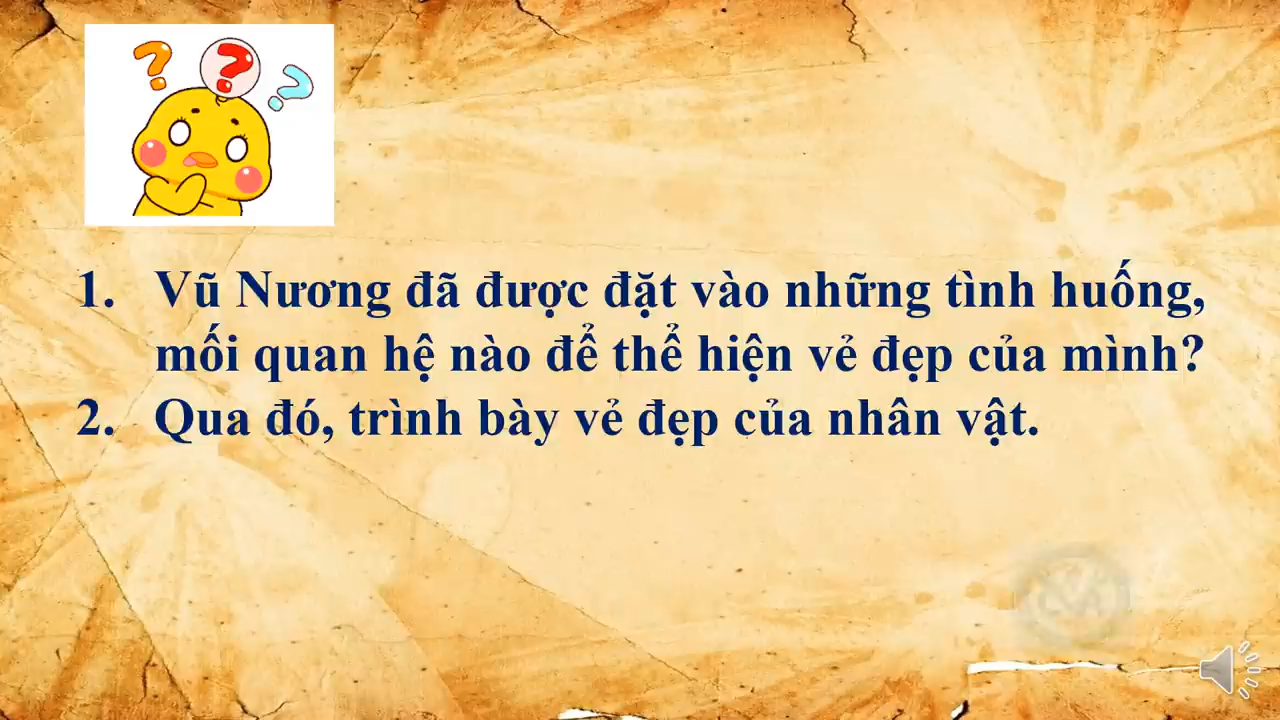 1. Vũ Nương đã được đặt vào những tình huống,
mối quan hệ nào để thể hiện vẻ đẹp của mình?
2. Qua đó, trình bày vẻ đẹp của nhân vật.